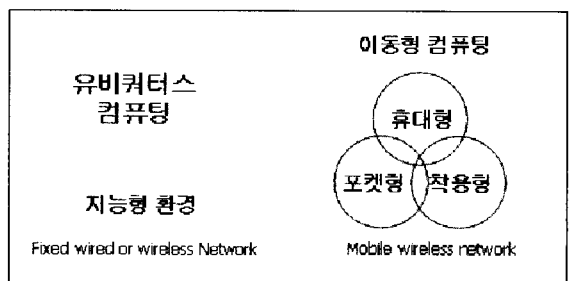 유비쿼터스
컴퓨팅
지능형 환경
Fixed wired or wireless Network
이동형 컴퓨팅
휴대형
포켓형
착용형
Mobile wireless network